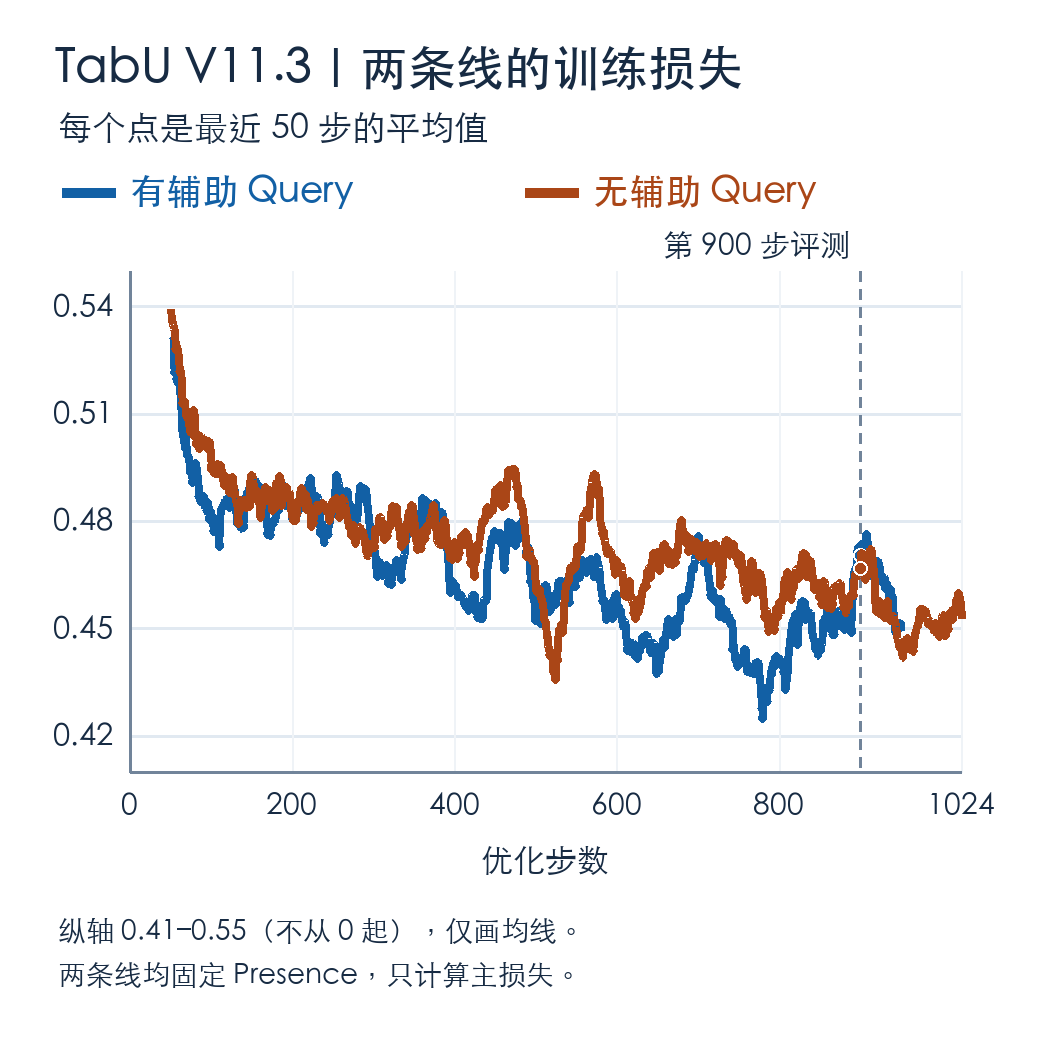 TabU V11.3 | 两条线的训练损失
每个点是最近 50 步的平均值
有辅助 Query
无辅助 Query
第 900 步评测
0.54
0.51
0.48
0.45
0.42
0
200
400
600
800
1024
优化步数
纵轴 0.41–0.55（不从 0 起），仅画均线。
两条线均固定 Presence，只计算主损失。